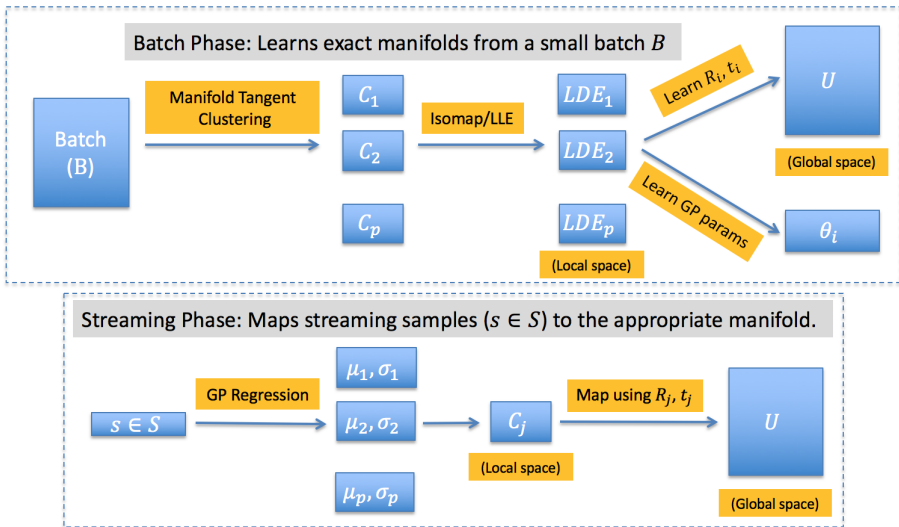 Batch Phase: Learns exact manifolds from a small batch B
Batch
(B)
Manifold Tangent
Clustering
C₁
C₂
Cₚ
Isomap/LLE
LDE₁
LDE₂
LDEₚ
(Local space)
Learn Rᵢ, tᵢ
Learn GP params
U
(Global space)
θᵢ
Streaming Phase: Maps streaming samples (s ∈ S) to the appropriate manifold.
s ∈ S
GP Regression
μ₁, σ₁
μ₂, σ₂
μₚ, σₚ
Cⱼ
(Local space)
Map using Rⱼ, tⱼ
U
(Global space)